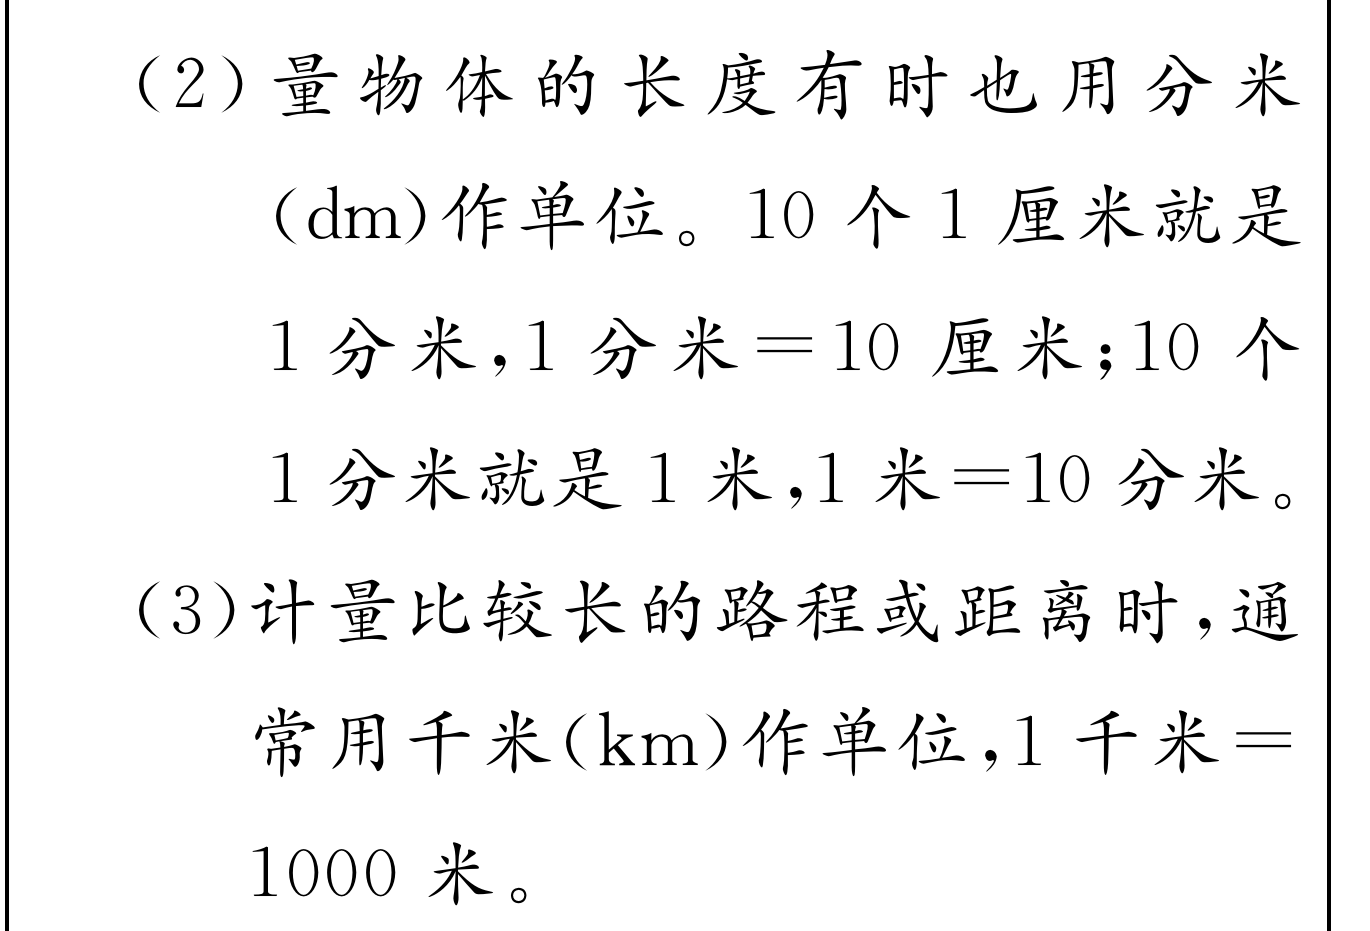 (2)量物体的长度有时也用分米
(dm)作单位。10 个 1 厘米就是
1 分米,1 分米=10 厘米;10 个
1 分米就是 1 米,1 米=10 分米。
(3)计量比较长的路程或距离时,通
常用千米(km)作单位,1 千米=
1000 米。